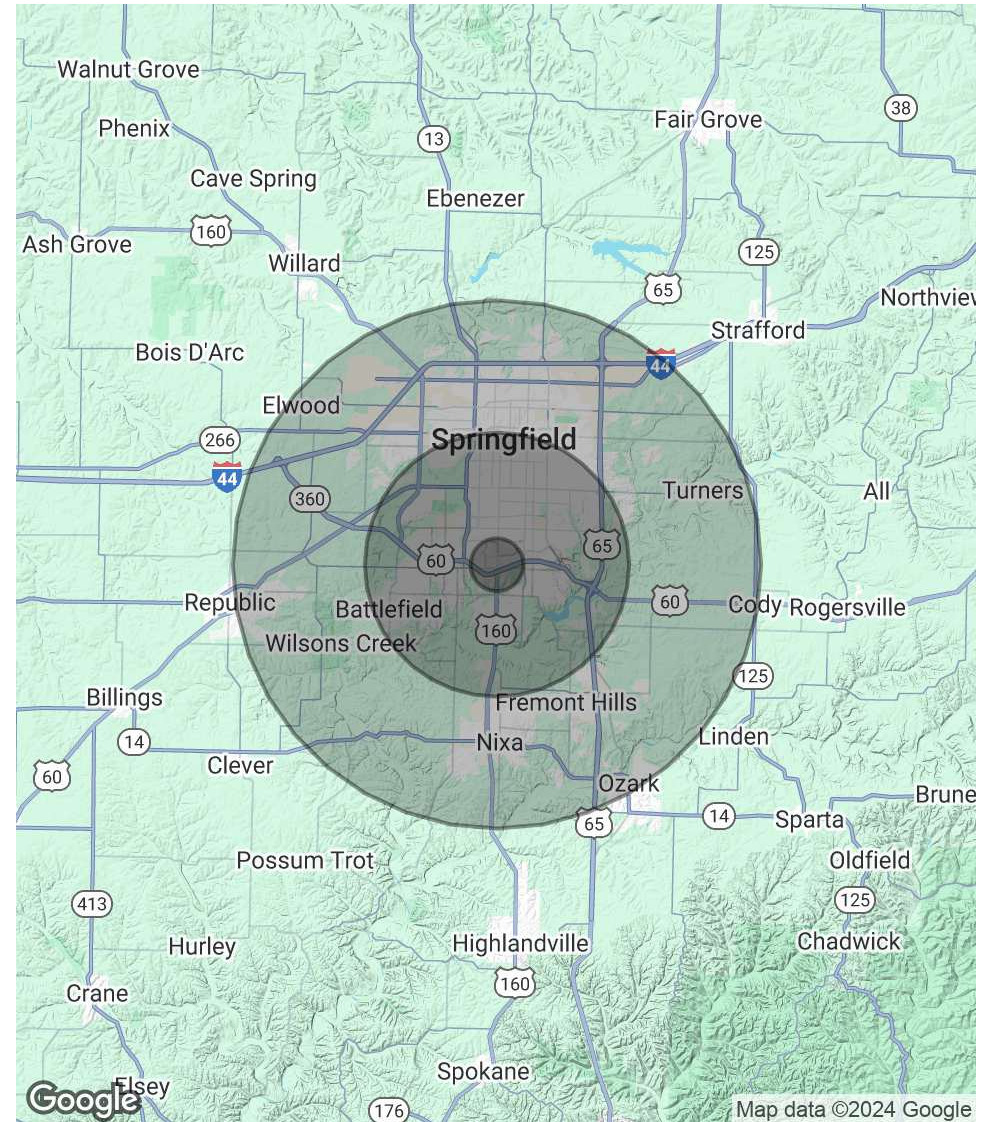 Walnut Grove
38
Fair Grove
Phenix
13
Cave Spring
Ebenezer
160
Ash Grove
125
Willard
65
Northview
Strafford
Bois D'Arc
44
Elwood
266
Springfield
44
360
Turners
All
65
60
Republic
Battlefield
60
Cody
Rogersville
160
Wilsons Creek
125
Billings
Fremont Hills
14
Nixa
Linden
Clever
60
Ozark
Brune
65
14
Sparta
Possum Trot
Oldfield
413
125
Hurley
Highlandville
Chadwick
160
Crane
Spokane
Elsey
Google
176
Map data ©2024 Google